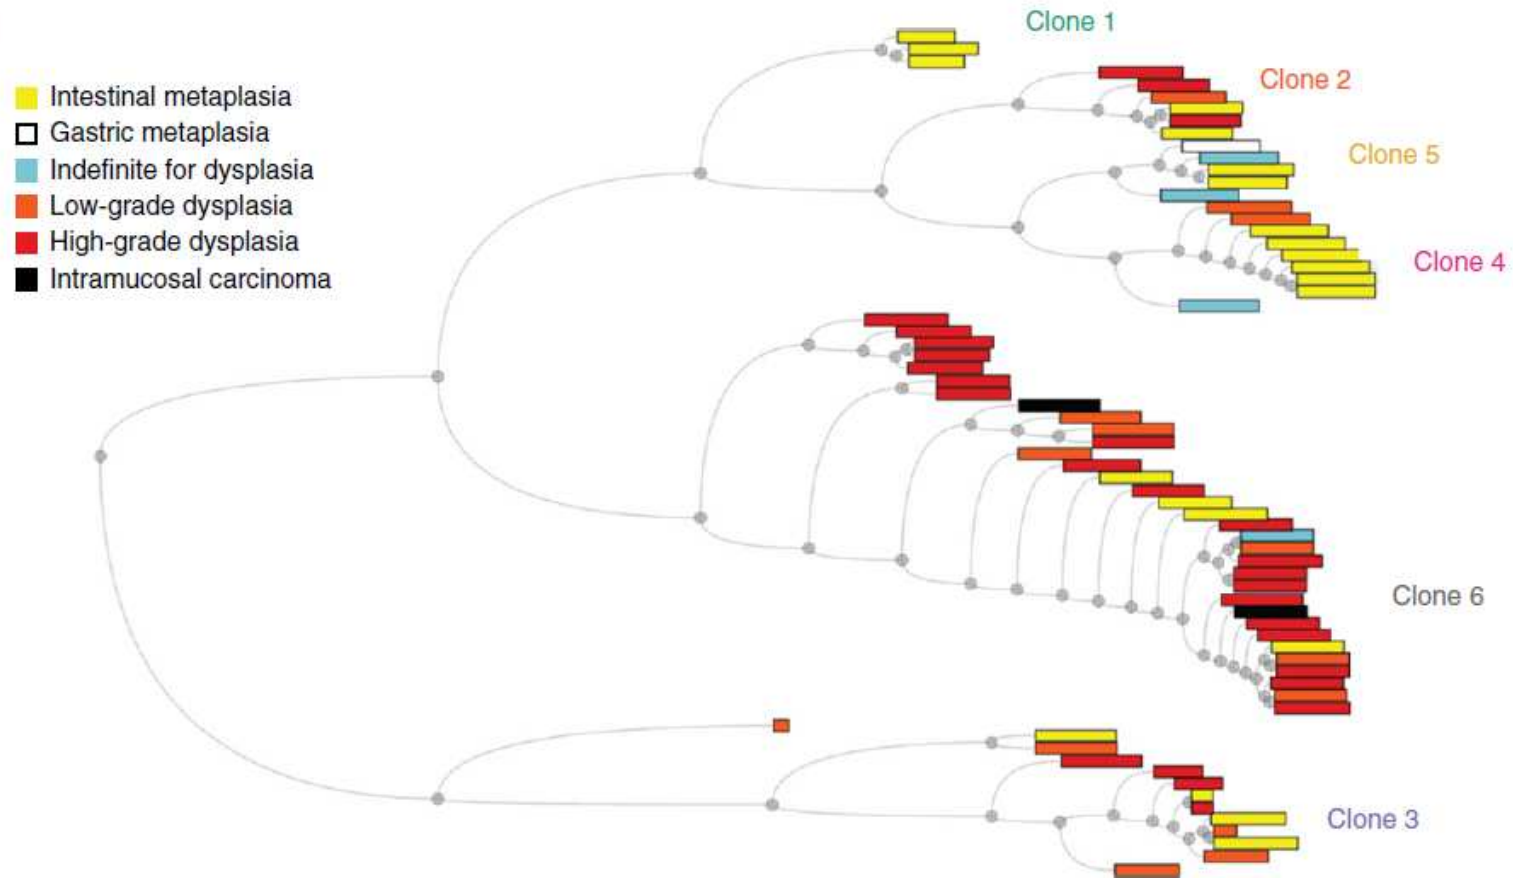 Clone 1
Clone 2
Intestinal metaplasia
Gastric metaplasia
Clone 5
Indefinite for dysplasia
Low-grade dysplasia
High-grade dysplasia
Clone 4
Intramucosal carcinoma
Clone 6
Clone 3